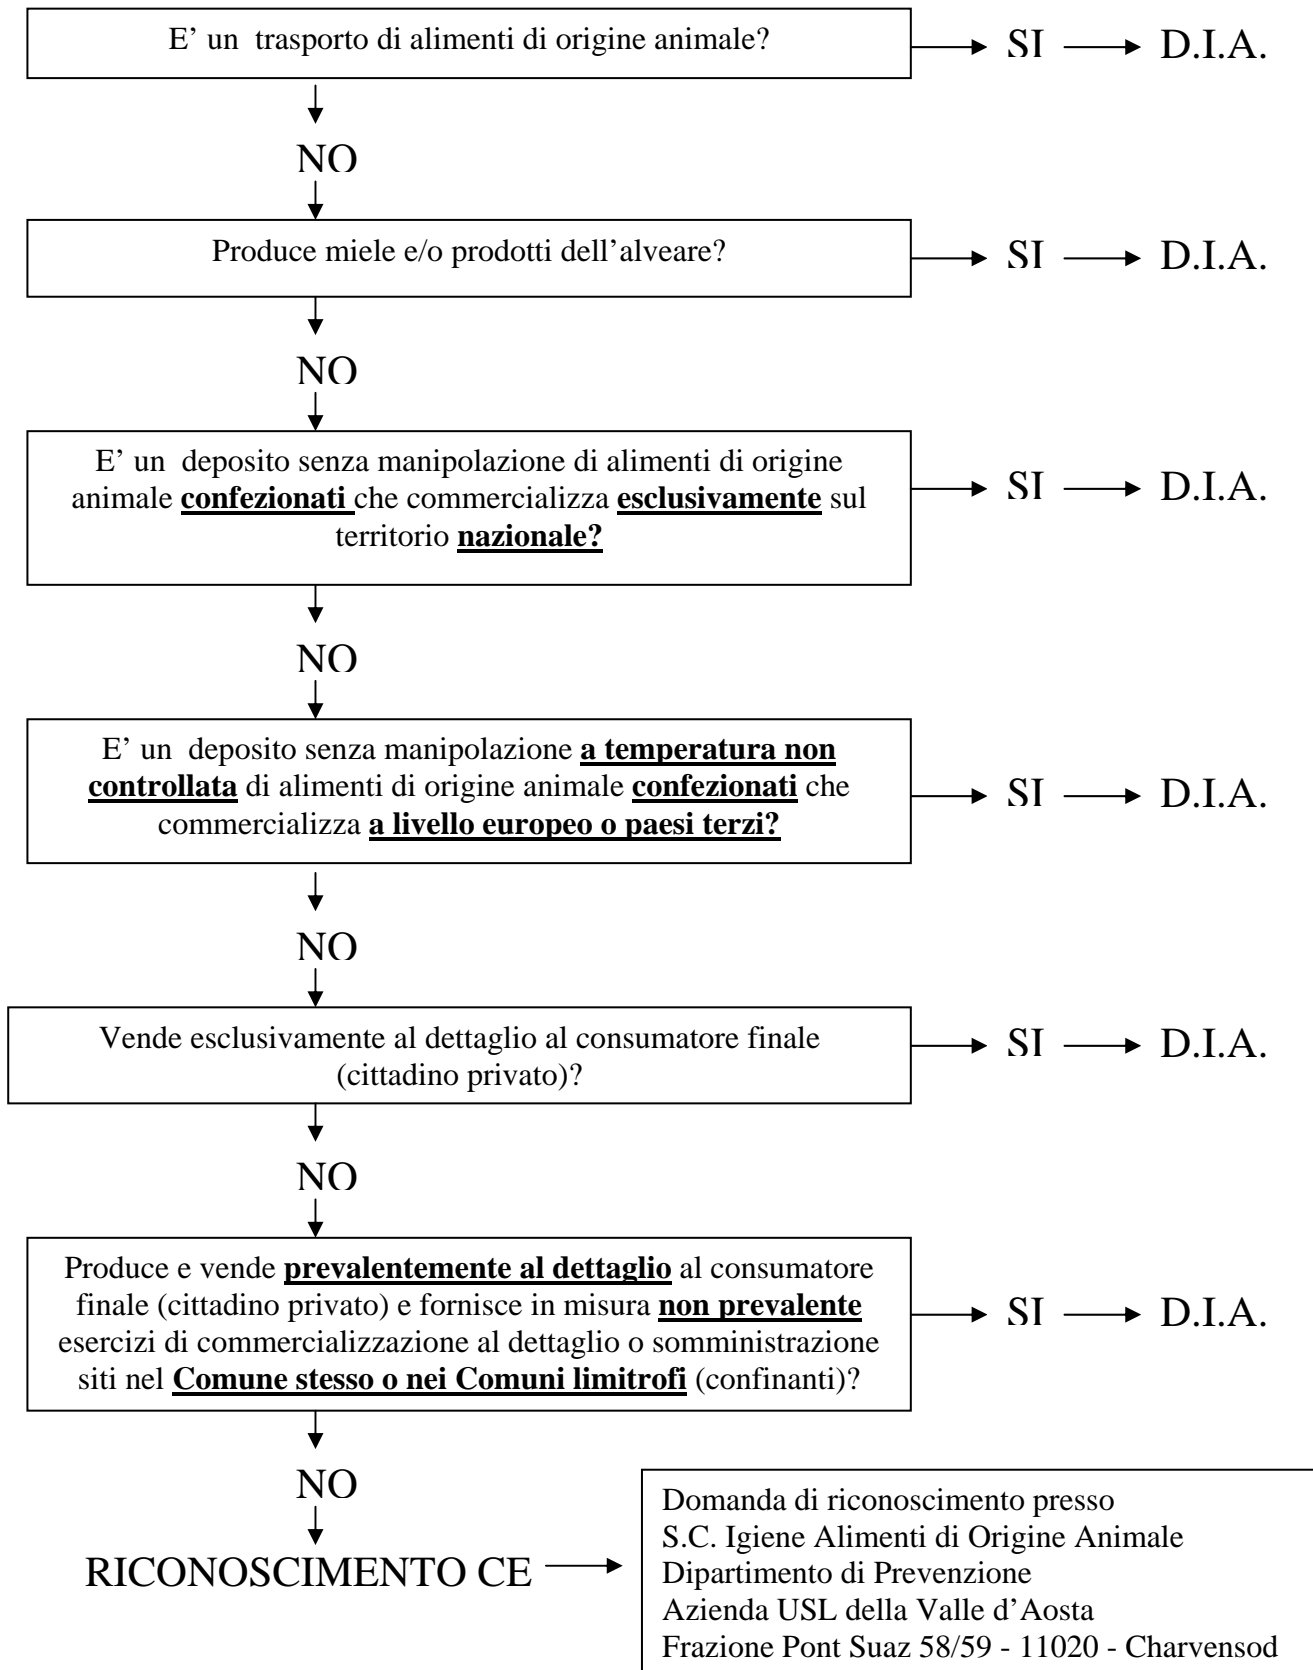 E’ un trasporto di alimenti di origine animale?
SI
D.I.A.
NO
Produce miele e/o prodotti dell’alveare?
SI
D.I.A.
NO
E’ un deposito senza manipolazione di alimenti di origine
animale confezionati che commercializza esclusivamente sul
territorio nazionale?
SI
D.I.A.
NO
E’ un deposito senza manipolazione a temperatura non
controllata di alimenti di origine animale confezionati che
commercializza a livello europeo o paesi terzi?
SI
D.I.A.
NO
Vende esclusivamente al dettaglio al consumatore finale
(cittadino privato)?
SI
D.I.A.
NO
Produce e vende prevalentemente al dettaglio al consumatore
finale (cittadino privato) e fornisce in misura non prevalente
esercizi di commercializzazione al dettaglio o somministrazione
siti nel Comune stesso o nei Comuni limitrofi (confinanti)?
SI
D.I.A.
NO
RICONOSCIMENTO CE
Domanda di riconoscimento presso
S.C. Igiene Alimenti di Origine Animale
Dipartimento di Prevenzione
Azienda USL della Valle d’Aosta
Frazione Pont Suaz 58/59 - 11020 - Charvensod